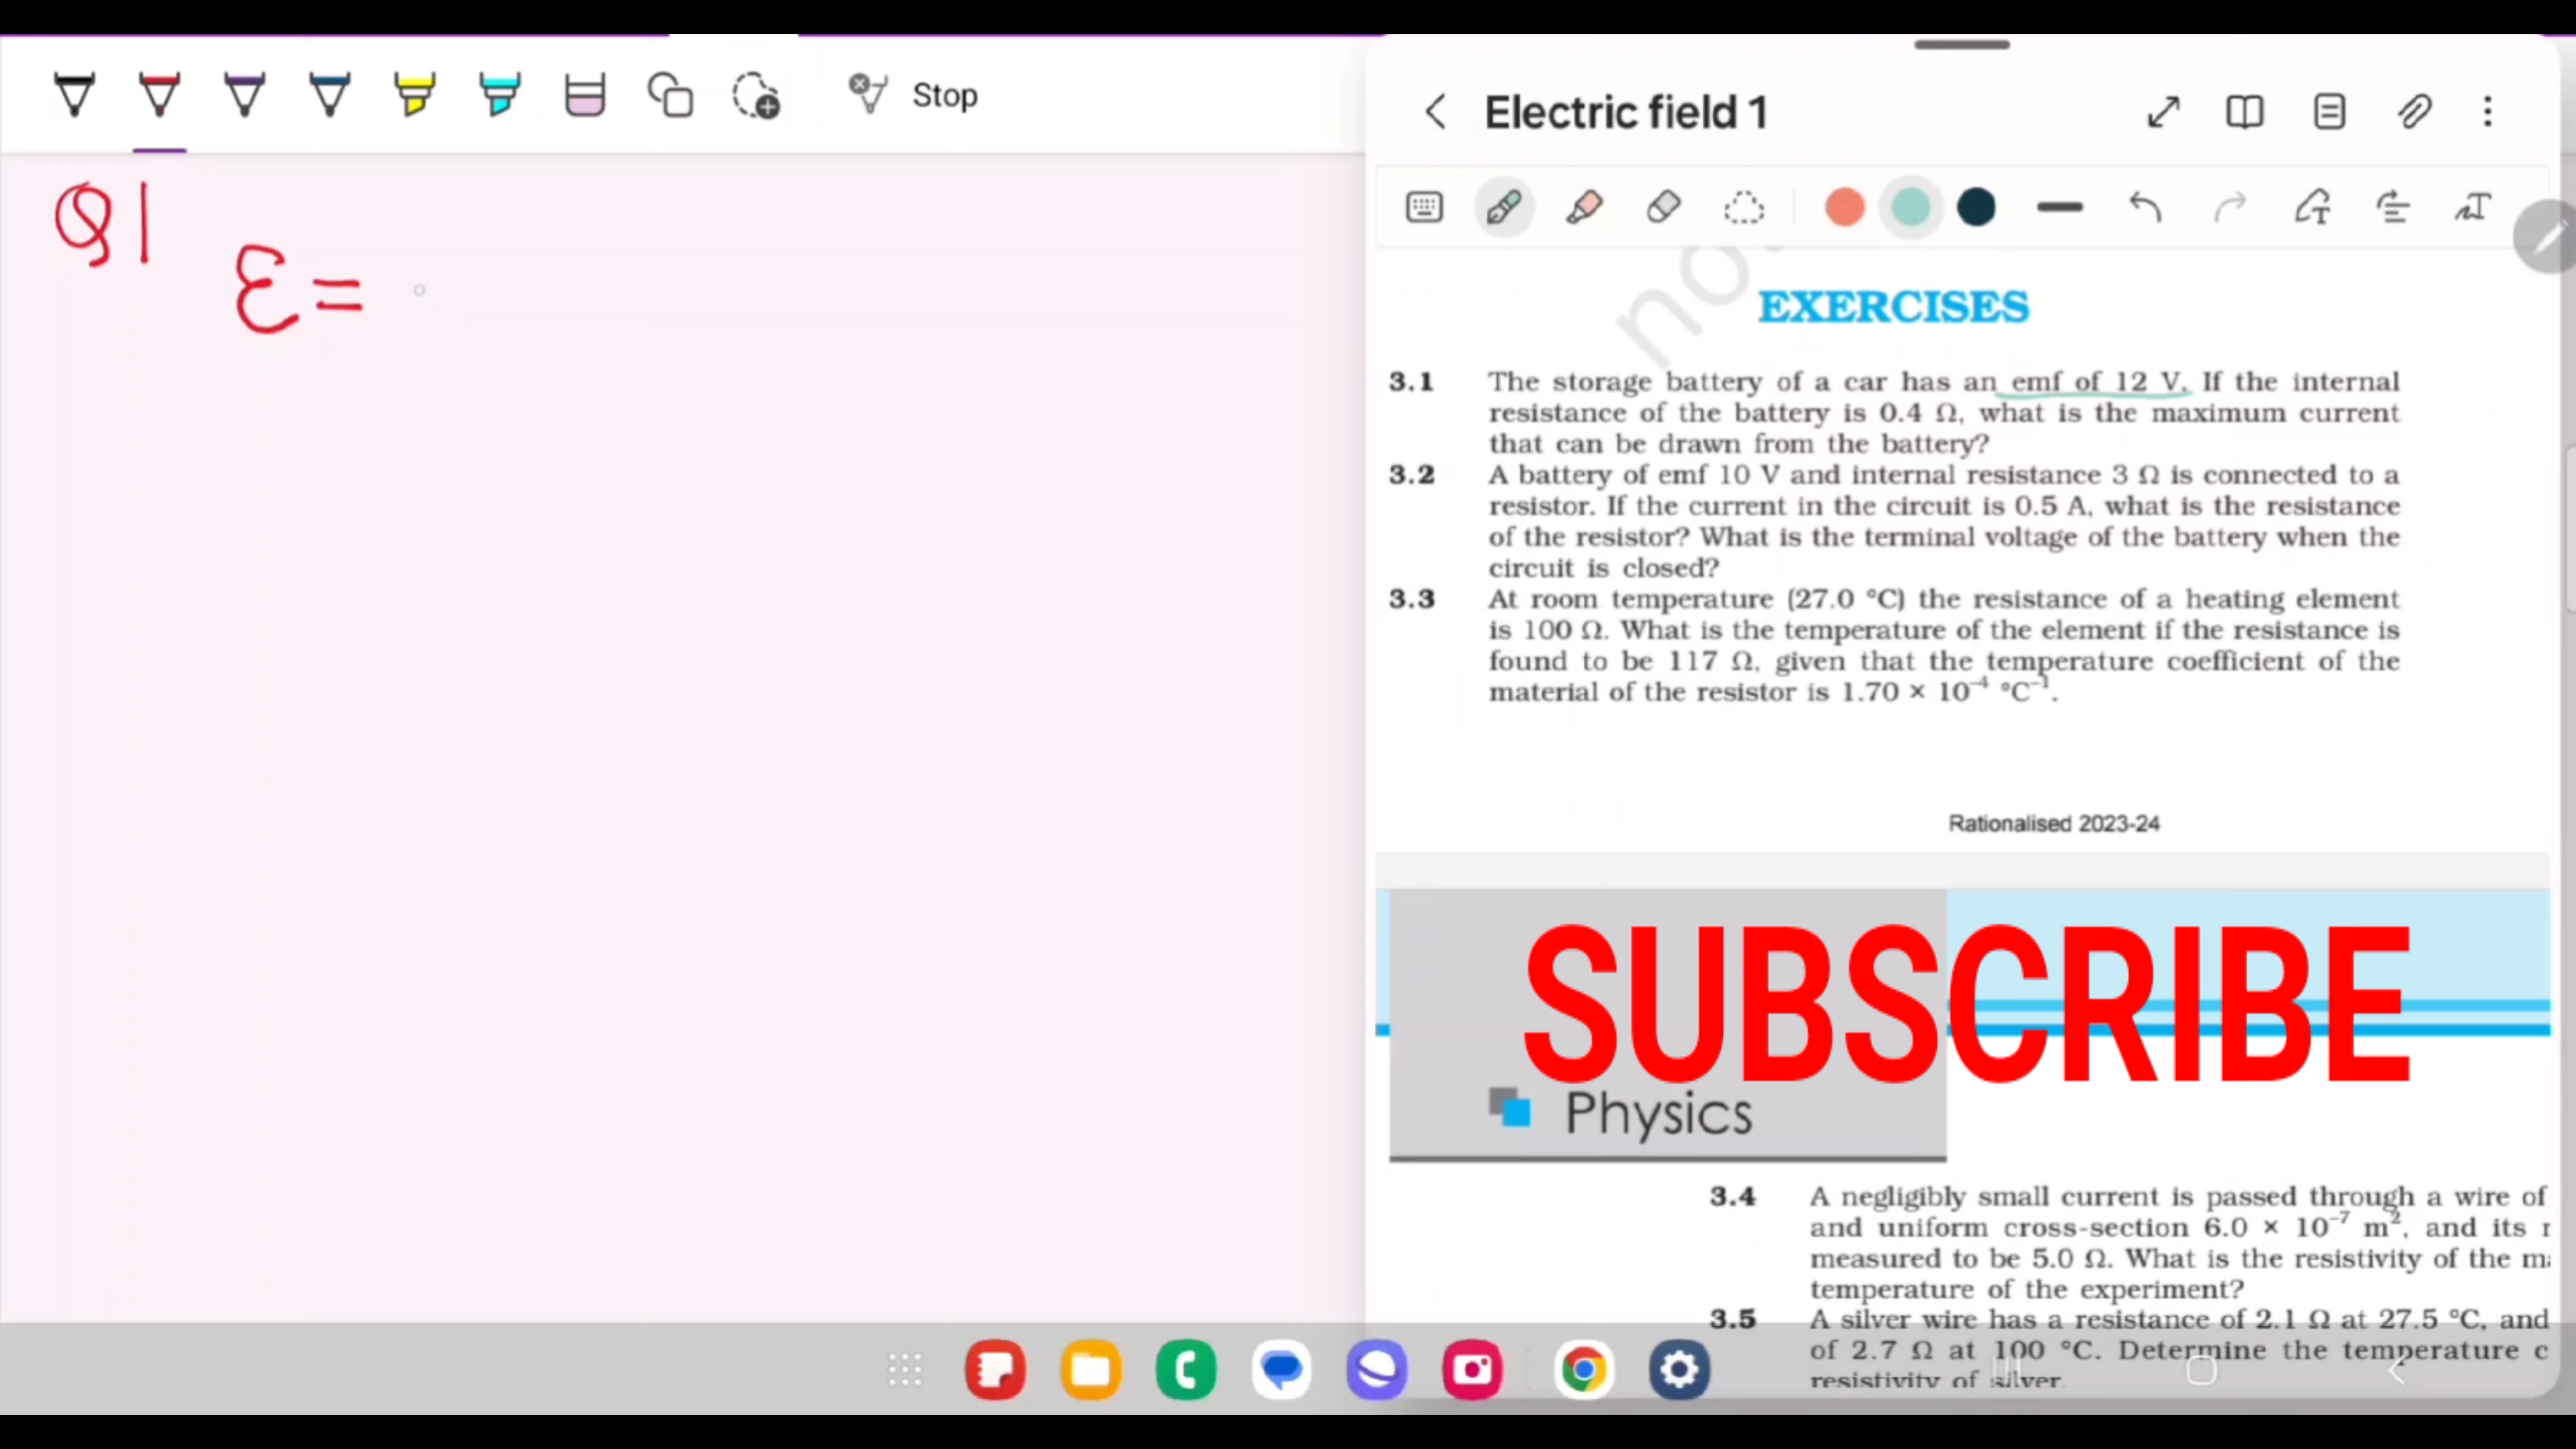 Stop
Q1
ε =
Electric field 1
no
EXERCISES
3.1 The storage battery of a car has an emf of 12 V. If the internal
resistance of the battery is 0.4 Ω, what is the maximum current
that can be drawn from the battery?
3.2 A battery of emf 10 V and internal resistance 3 Ω is connected to a
resistor. If the current in the circuit is 0.5 A, what is the resistance
of the resistor? What is the terminal voltage of the battery when the
circuit is closed?
3.3 At room temperature (27.0 °C) the resistance of a heating element
is 100 Ω. What is the temperature of the element if the resistance is
found to be 117 Ω, given that the temperature coefficient of the
material of the resistor is 1.70 × 10⁻⁴ °C⁻¹.
Rationalised 2023-24
SUBSCRIBE
Physics
3.4 A negligibly small current is passed through a wire of
and uniform cross-section 6.0 × 10⁻⁷ m², and its
measured to be 5.0 Ω. What is the resistivity of the
temperature of the experiment?
3.5 A silver wire has a resistance of 2.1 Ω at 27.5 °C, and
of 2.7 Ω at 100 °C. Determine the temperature
resistivity of silver.